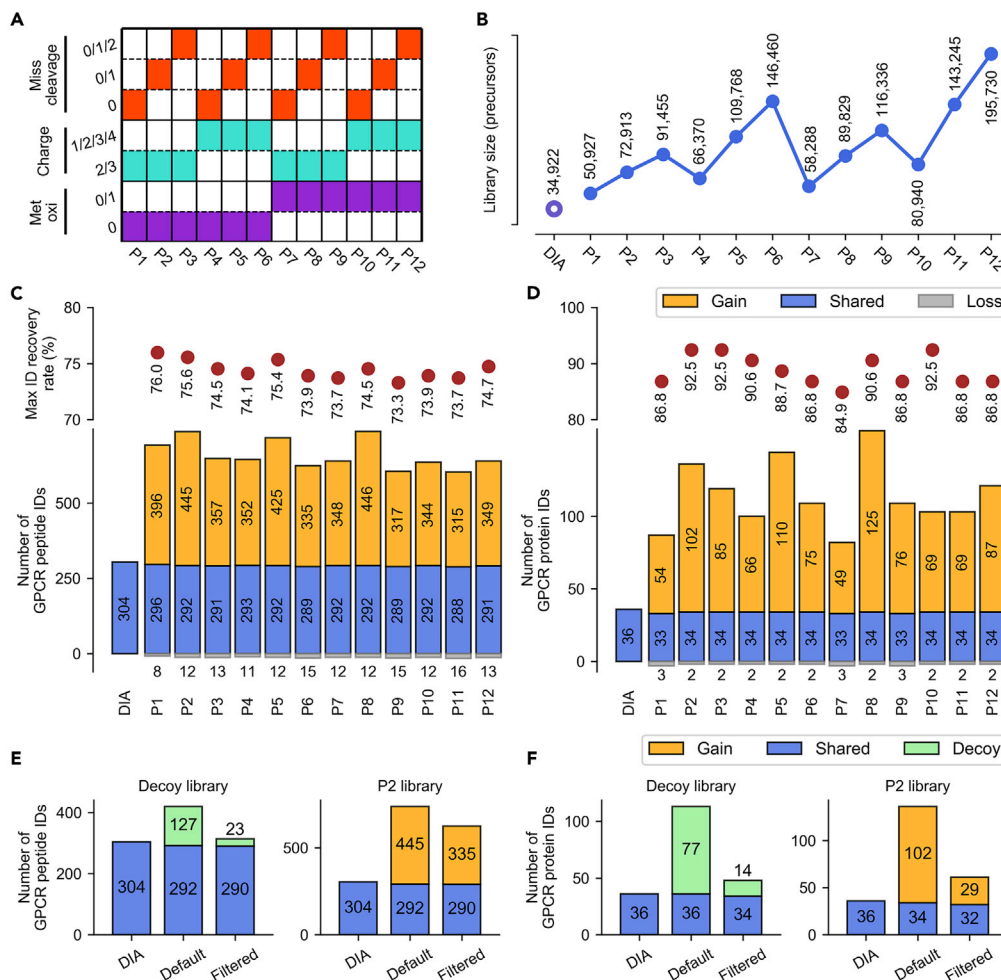 A
Miss
cleavage
0/1/2
0/1
0
Charge
1/2/3/4
2/3
Met
oxi
0/1
0
P1 P2 P3 P4 P5 P6 P7 P8 P9 P10 P11 P12
B
Library size (precursors)
34,922 50,927 72,913 91,455 66,370 109,768 146,460 58,288 89,829 116,336 80,940 143,245 195,730
DIA P1 P2 P3 P4 P5 P6 P7 P8 P9 P10 P11 P12
C
Max ID recovery
rate (%)
80
75
70
76.0 75.6 74.5 74.1 75.4 73.9 73.7 74.5 73.3 73.9 73.7 74.7
Number of
GPCR peptide IDs
500
250
0
396 445 357 352 425 335 348 446 317 344 315 349
304 296 292 291 293 292 289 292 292 289 292 288 291
8 12 13 11 12 15 12 12 15 12 16 13
DIA P1 P2 P3 P4 P5 P6 P7 P8 P9 P10 P11 P12
D
Gain Shared Loss
100
90
80
86.8 92.5 92.5 90.6 88.7 86.8 84.9 90.6 86.8 92.5 86.8 86.8
Number of
GPCR protein IDs
100
50
0
54 102 85 66 110 75 49 125 76 69 69 87
36 33 34 34 34 34 34 33 34 33 34 34 34
3 2 2 2 2 2 3 2 3 2 2 2
DIA P1 P2 P3 P4 P5 P6 P7 P8 P9 P10 P11 P12
Gain Shared Decoy
E
Decoy library
Number of
GPCR peptide IDs
400
200
0
127 23
304 292 290
DIA Default Filtered
P2 library
500
0
445 335
304 292 290
DIA Default Filtered
F
Decoy library
Number of
GPCR protein IDs
100
50
0
77 14
36 36 34
DIA Default Filtered
P2 library
100
50
0
102 29
36 34 32
DIA Default Filtered